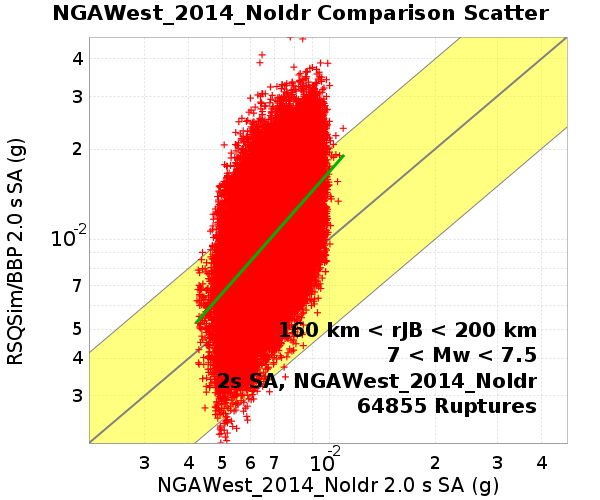 NGAWest_2014_NoIdr Comparison Scatter
RSQSim/BBP 2.0 s SA (g)
4
3
2
10-2
7
5
4
3
160 km < rJB < 200 km
7 < Mw < 7.5
2s SA, NGAWest_2014_NoIdr
64855 Ruptures
3 4 5 6 7 10-2 2 3 4
NGAWest_2014_NoIdr 2.0 s SA (g)